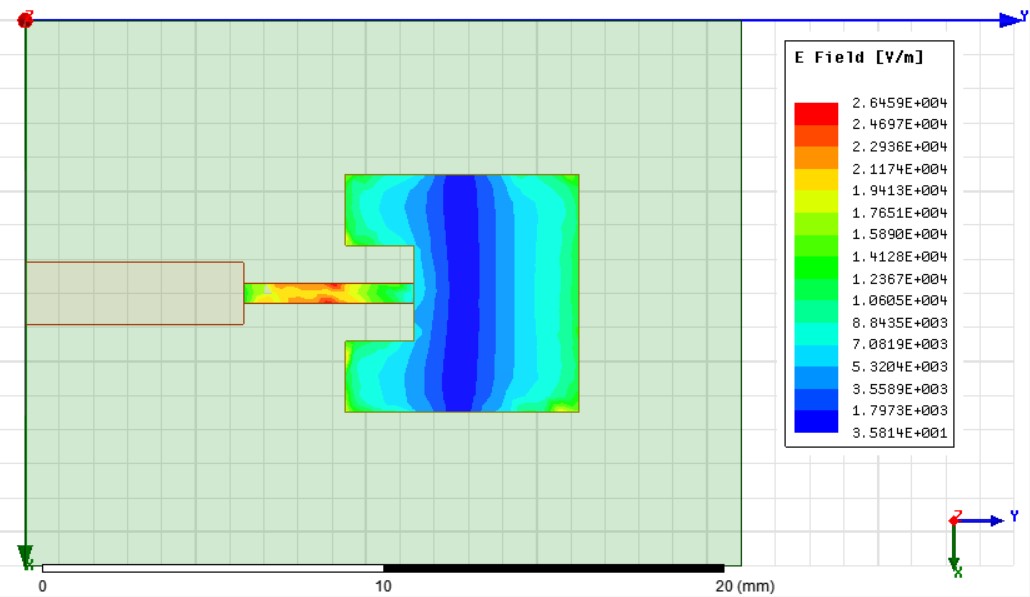 Z
Y
E Field [V/m]
2.6459E+004
2.4697E+004
2.2936E+004
2.1174E+004
1.9413E+004
1.7651E+004
1.5890E+004
1.4128E+004
1.2367E+004
1.0605E+004
8.8435E+003
7.0819E+003
5.3204E+003
3.5589E+003
1.7973E+003
3.5814E+001
Z
Y
X
X
0 10 20 (mm)